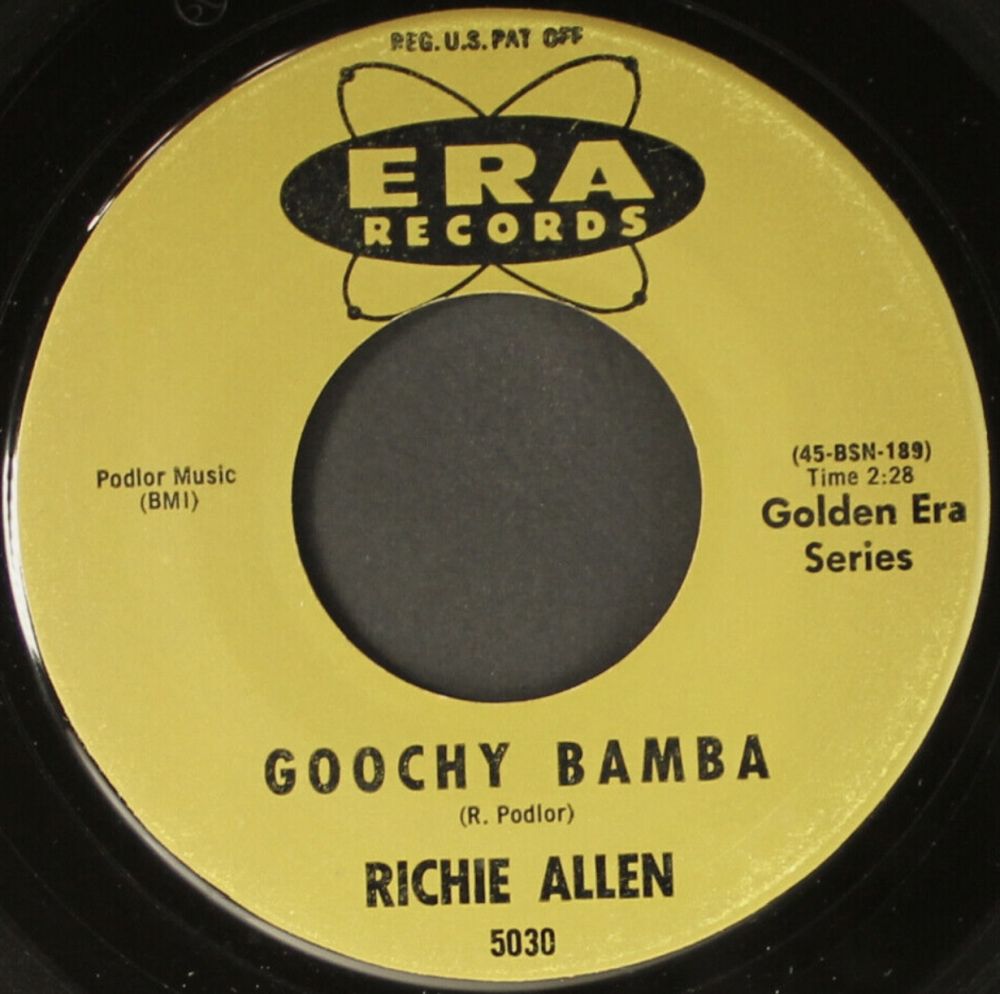 REG. U.S. PAT OFF
ERA
RECORDS
Podlor Music
(BMI)
(45-BSN-189)
Time 2:28
Golden Era
Series
GOOCHY BAMBA
(R. Podlor)
RICHIE ALLEN
5030